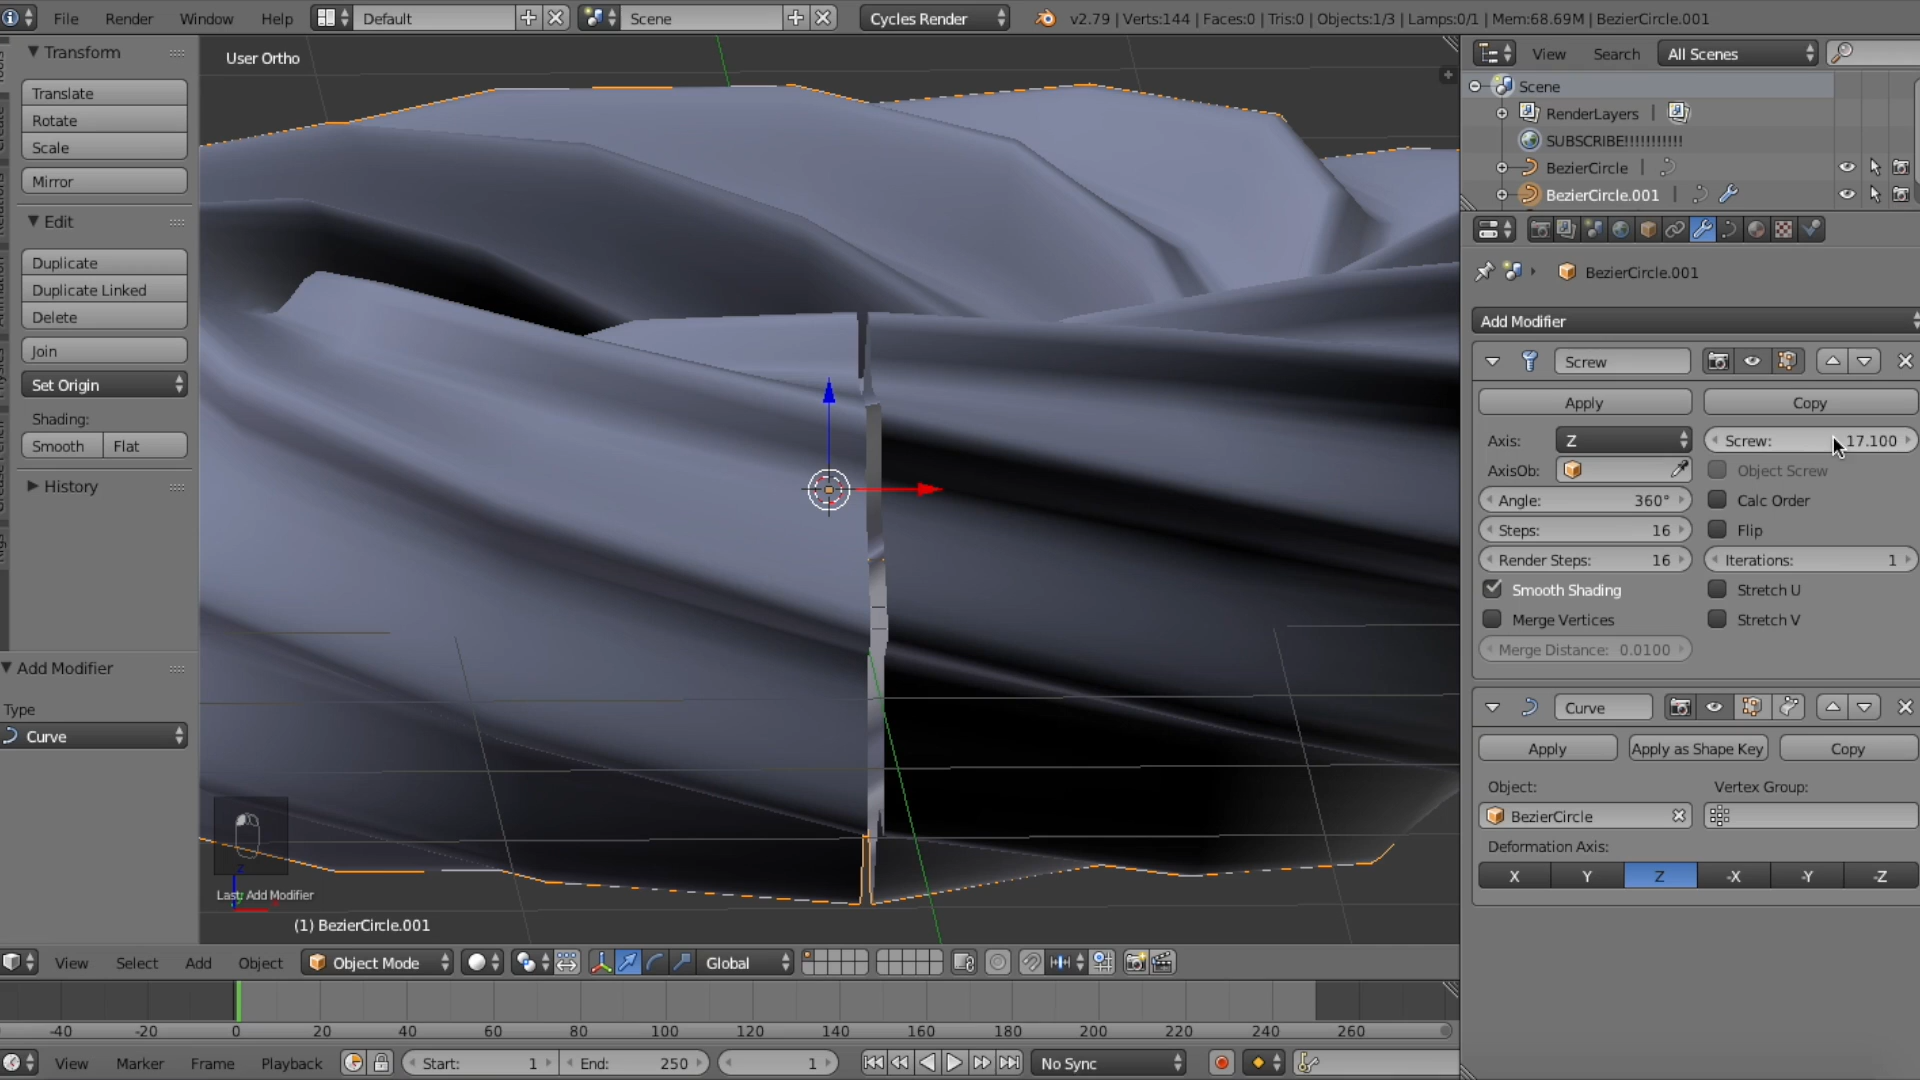 File Render Window Help Default Scene Cycles Render v2.79 | Verts:144 | Faces:0 | Tris:0 | Objects:1/3 | Lamps:0/1 | Mem:68.69M | BezierCircle.001
Transform
Translate
Rotate
Scale
Mirror
Edit
Duplicate
Duplicate Linked
Delete
Join
Set Origin
Shading:
Smooth Flat
History
Add Modifier
Type
Curve
User Ortho
Last: Add Modifier
(1) BezierCircle.001
View Search All Scenes
Scene
RenderLayers
SUBSCRIBE!!!!!!!!!!!
BezierCircle
BezierCircle.001
BezierCircle.001
Add Modifier
Screw
Apply Copy
Axis: Z Screw: 17.100
AxisOb: Object Screw
Angle: 360° Calc Order
Steps: 16 Flip
Render Steps: 16 Iterations: 1
Smooth Shading Stretch U
Merge Vertices Stretch V
Merge Distance: 0.0100
Curve
Apply Apply as Shape Key Copy
Object: Vertex Group:
BezierCircle
Deformation Axis:
X Y Z -X -Y -Z
View Select Add Object Object Mode Global
-40 -20 0 20 40 60 80 100 120 140 160 180 200 220 240 260
View Marker Frame Playback Start: 1 End: 250 1 No Sync